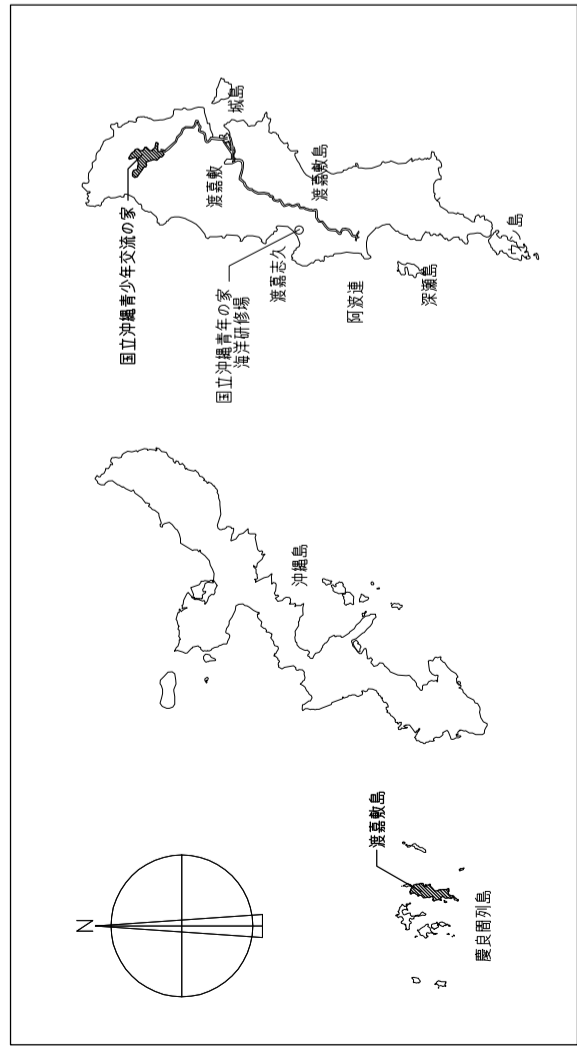 N
渡嘉敷島
慶良間列島
沖縄島
国立沖縄青少年交流の家
城島
渡嘉敷
渡嘉敷島
国立沖縄青年の家
海洋研修場
渡嘉志久
阿波連
深瀬島
ウン島